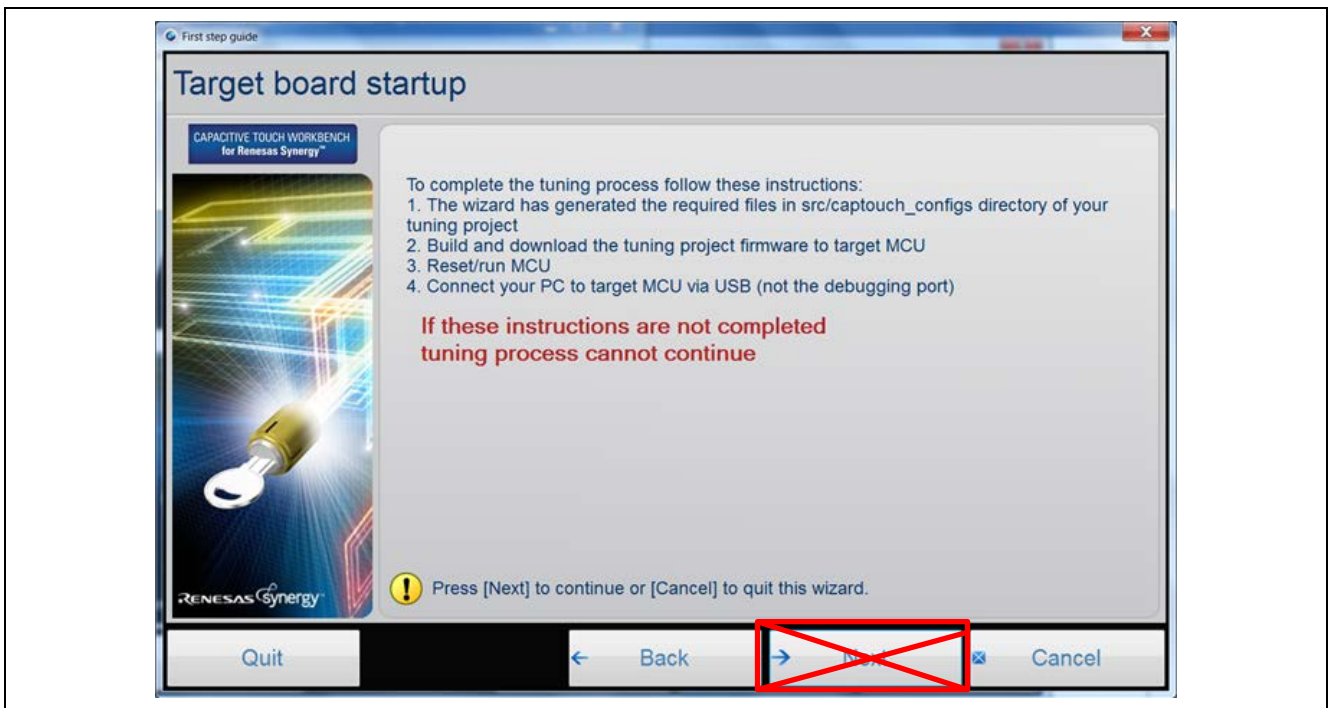 First step guide
Target board startup
CAPACITIVE TOUCH WORKBENCH
for Renesas Synergy™
To complete the tuning process follow these instructions:
1. The wizard has generated the required files in src/captouch_configs directory of your
tuning project
2. Build and download the tuning project firmware to target MCU
3. Reset/run MCU
4. Connect your PC to target MCU via USB (not the debugging port)
If these instructions are not completed
tuning process cannot continue
Press [Next] to continue or [Cancel] to quit this wizard.
RENESAS Synergy
Quit
Back
Next
Cancel